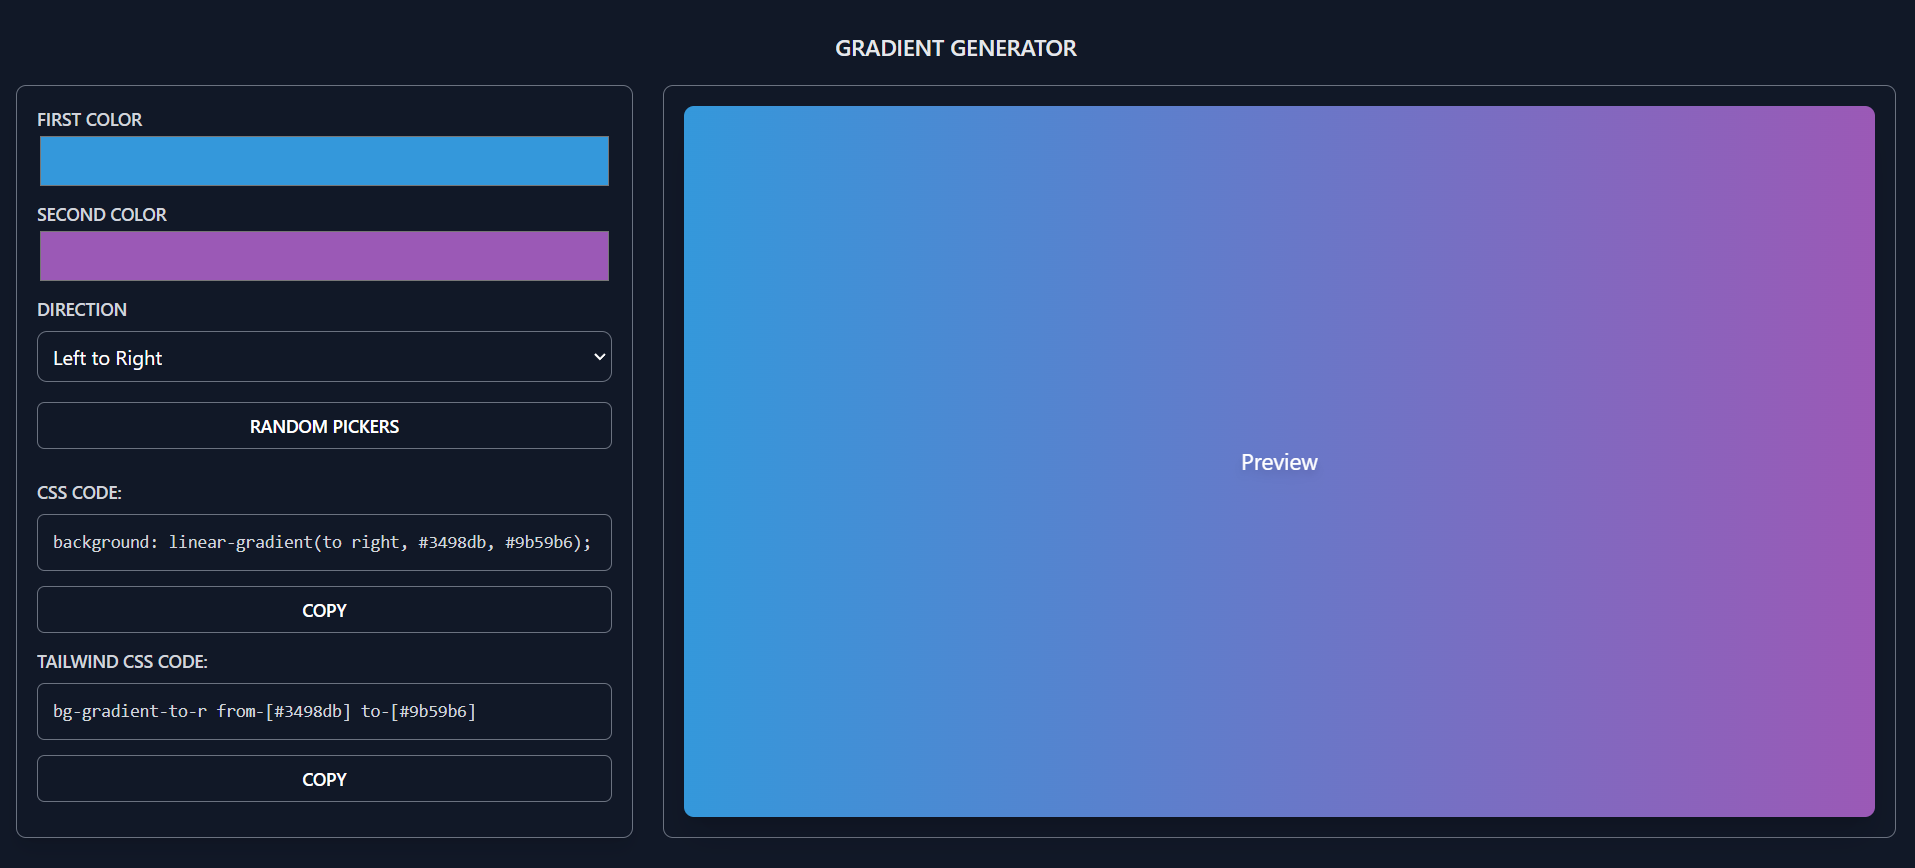 GRADIENT GENERATOR
FIRST COLOR
SECOND COLOR
DIRECTION
Left to Right
RANDOM PICKERS
CSS CODE:
background: linear-gradient(to right, #3498db, #9b59b6);
COPY
TAILWIND CSS CODE:
bg-gradient-to-r from-[#3498db] to-[#9b59b6]
COPY
Preview